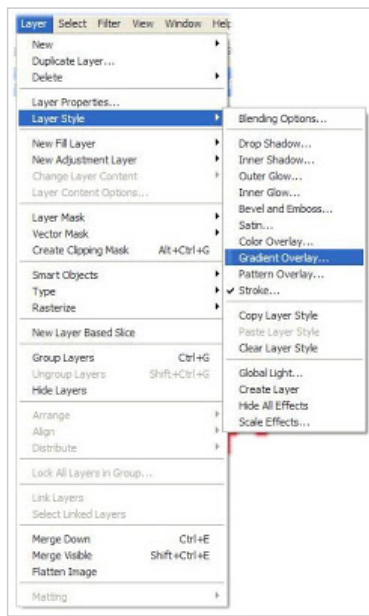 Layer Select Filter View Window Help
New
Duplicate Layer...
Delete
Layer Properties...
Layer Style
New Fill Layer
New Adjustment Layer
Change Layer Content
Layer Content Options...
Layer Mask
Vector Mask
Create Clipping Mask Alt+Ctrl+G
Smart Objects
Type
Rasterize
New Layer Based Slice
Group Layers Ctrl+G
Ungroup Layers Shift+Ctrl+G
Hide Layers
Arrange
Align
Distribute
Lock All Layers in Group...
Link Layers
Select Linked Layers
Merge Down Ctrl+E
Merge Visible Shift+Ctrl+E
Flatten Image
Matting
Blending Options...
Drop Shadow...
Inner Shadow...
Outer Glow...
Inner Glow...
Bevel and Emboss...
Satin...
Color Overlay...
Gradient Overlay...
Pattern Overlay...
Stroke...
Copy Layer Style
Paste Layer Style
Clear Layer Style
Global Light...
Create Layer
Hide All Effects
Scale Effects...